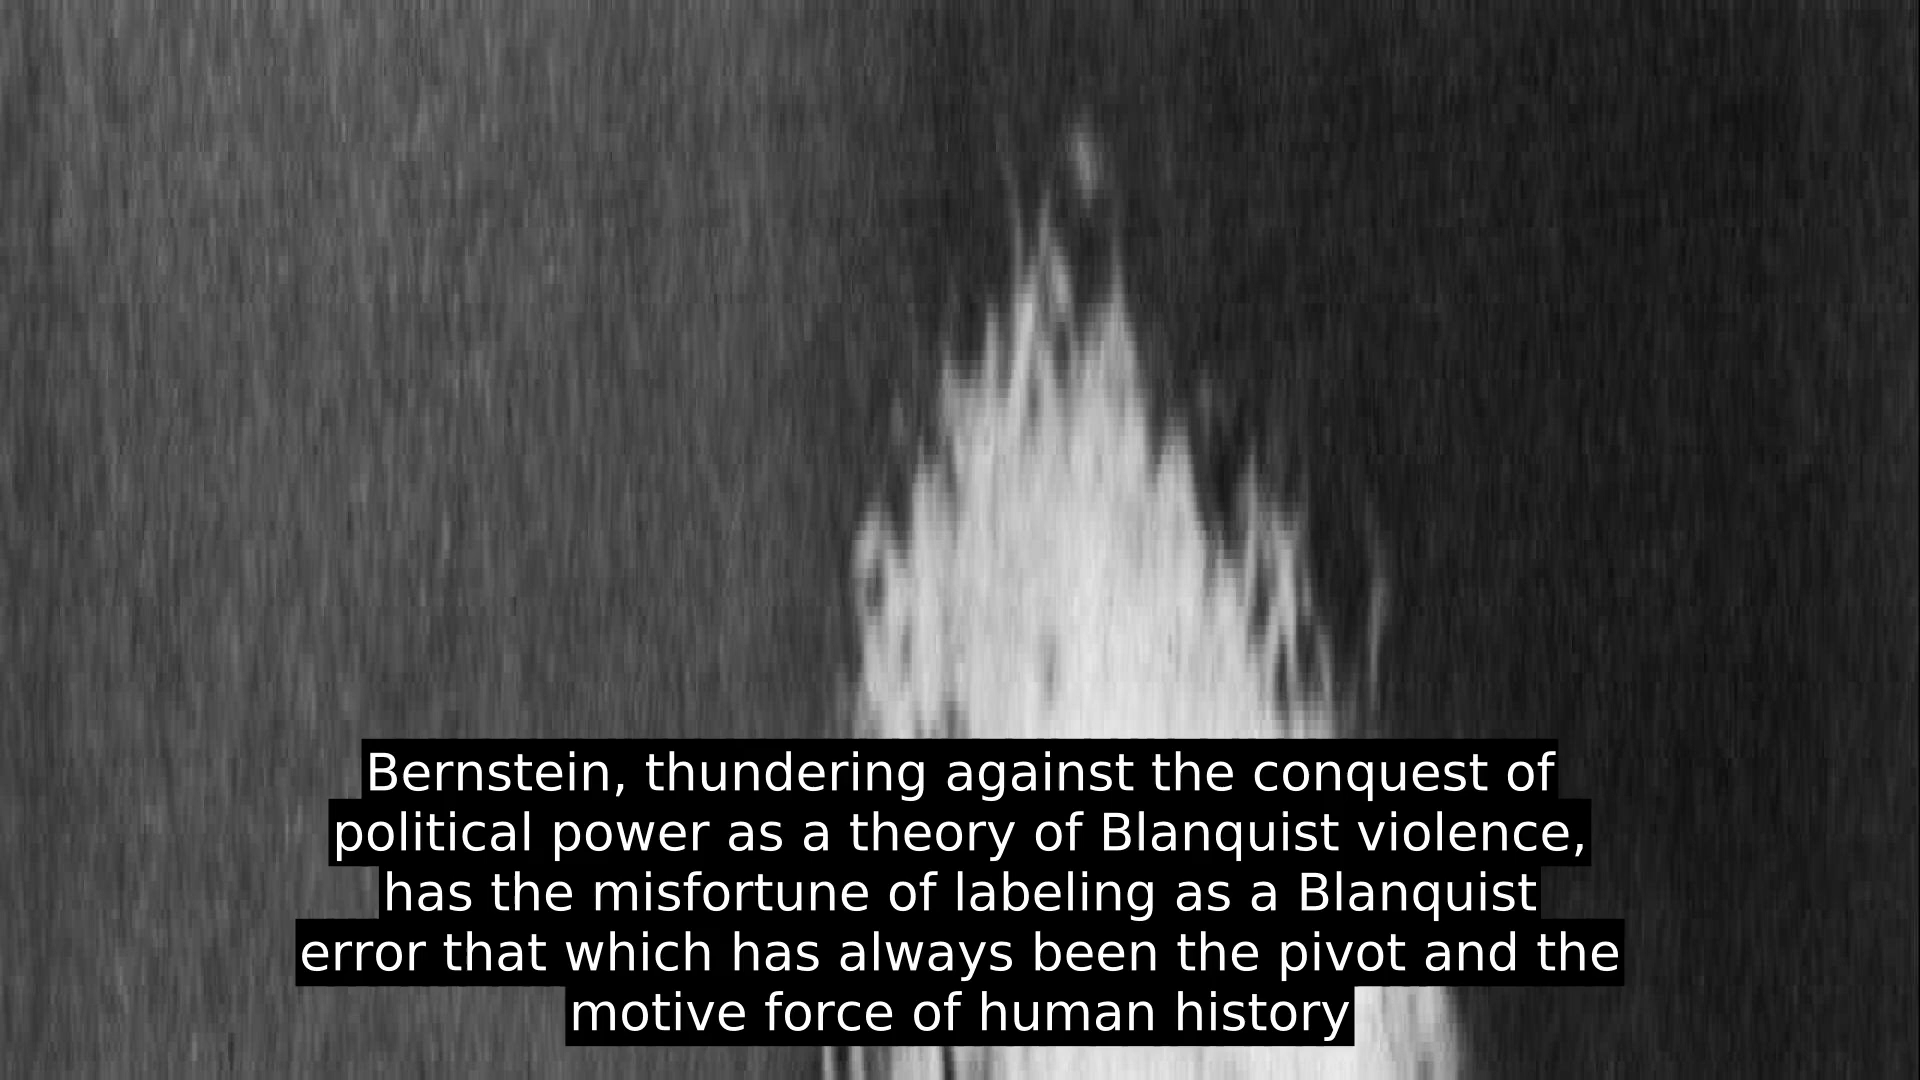 Bernstein, thundering against the conquest of
political power as a theory of Blanquist violence,
has the misfortune of labeling as a Blanquist
error that which has always been the pivot and the
motive force of human history